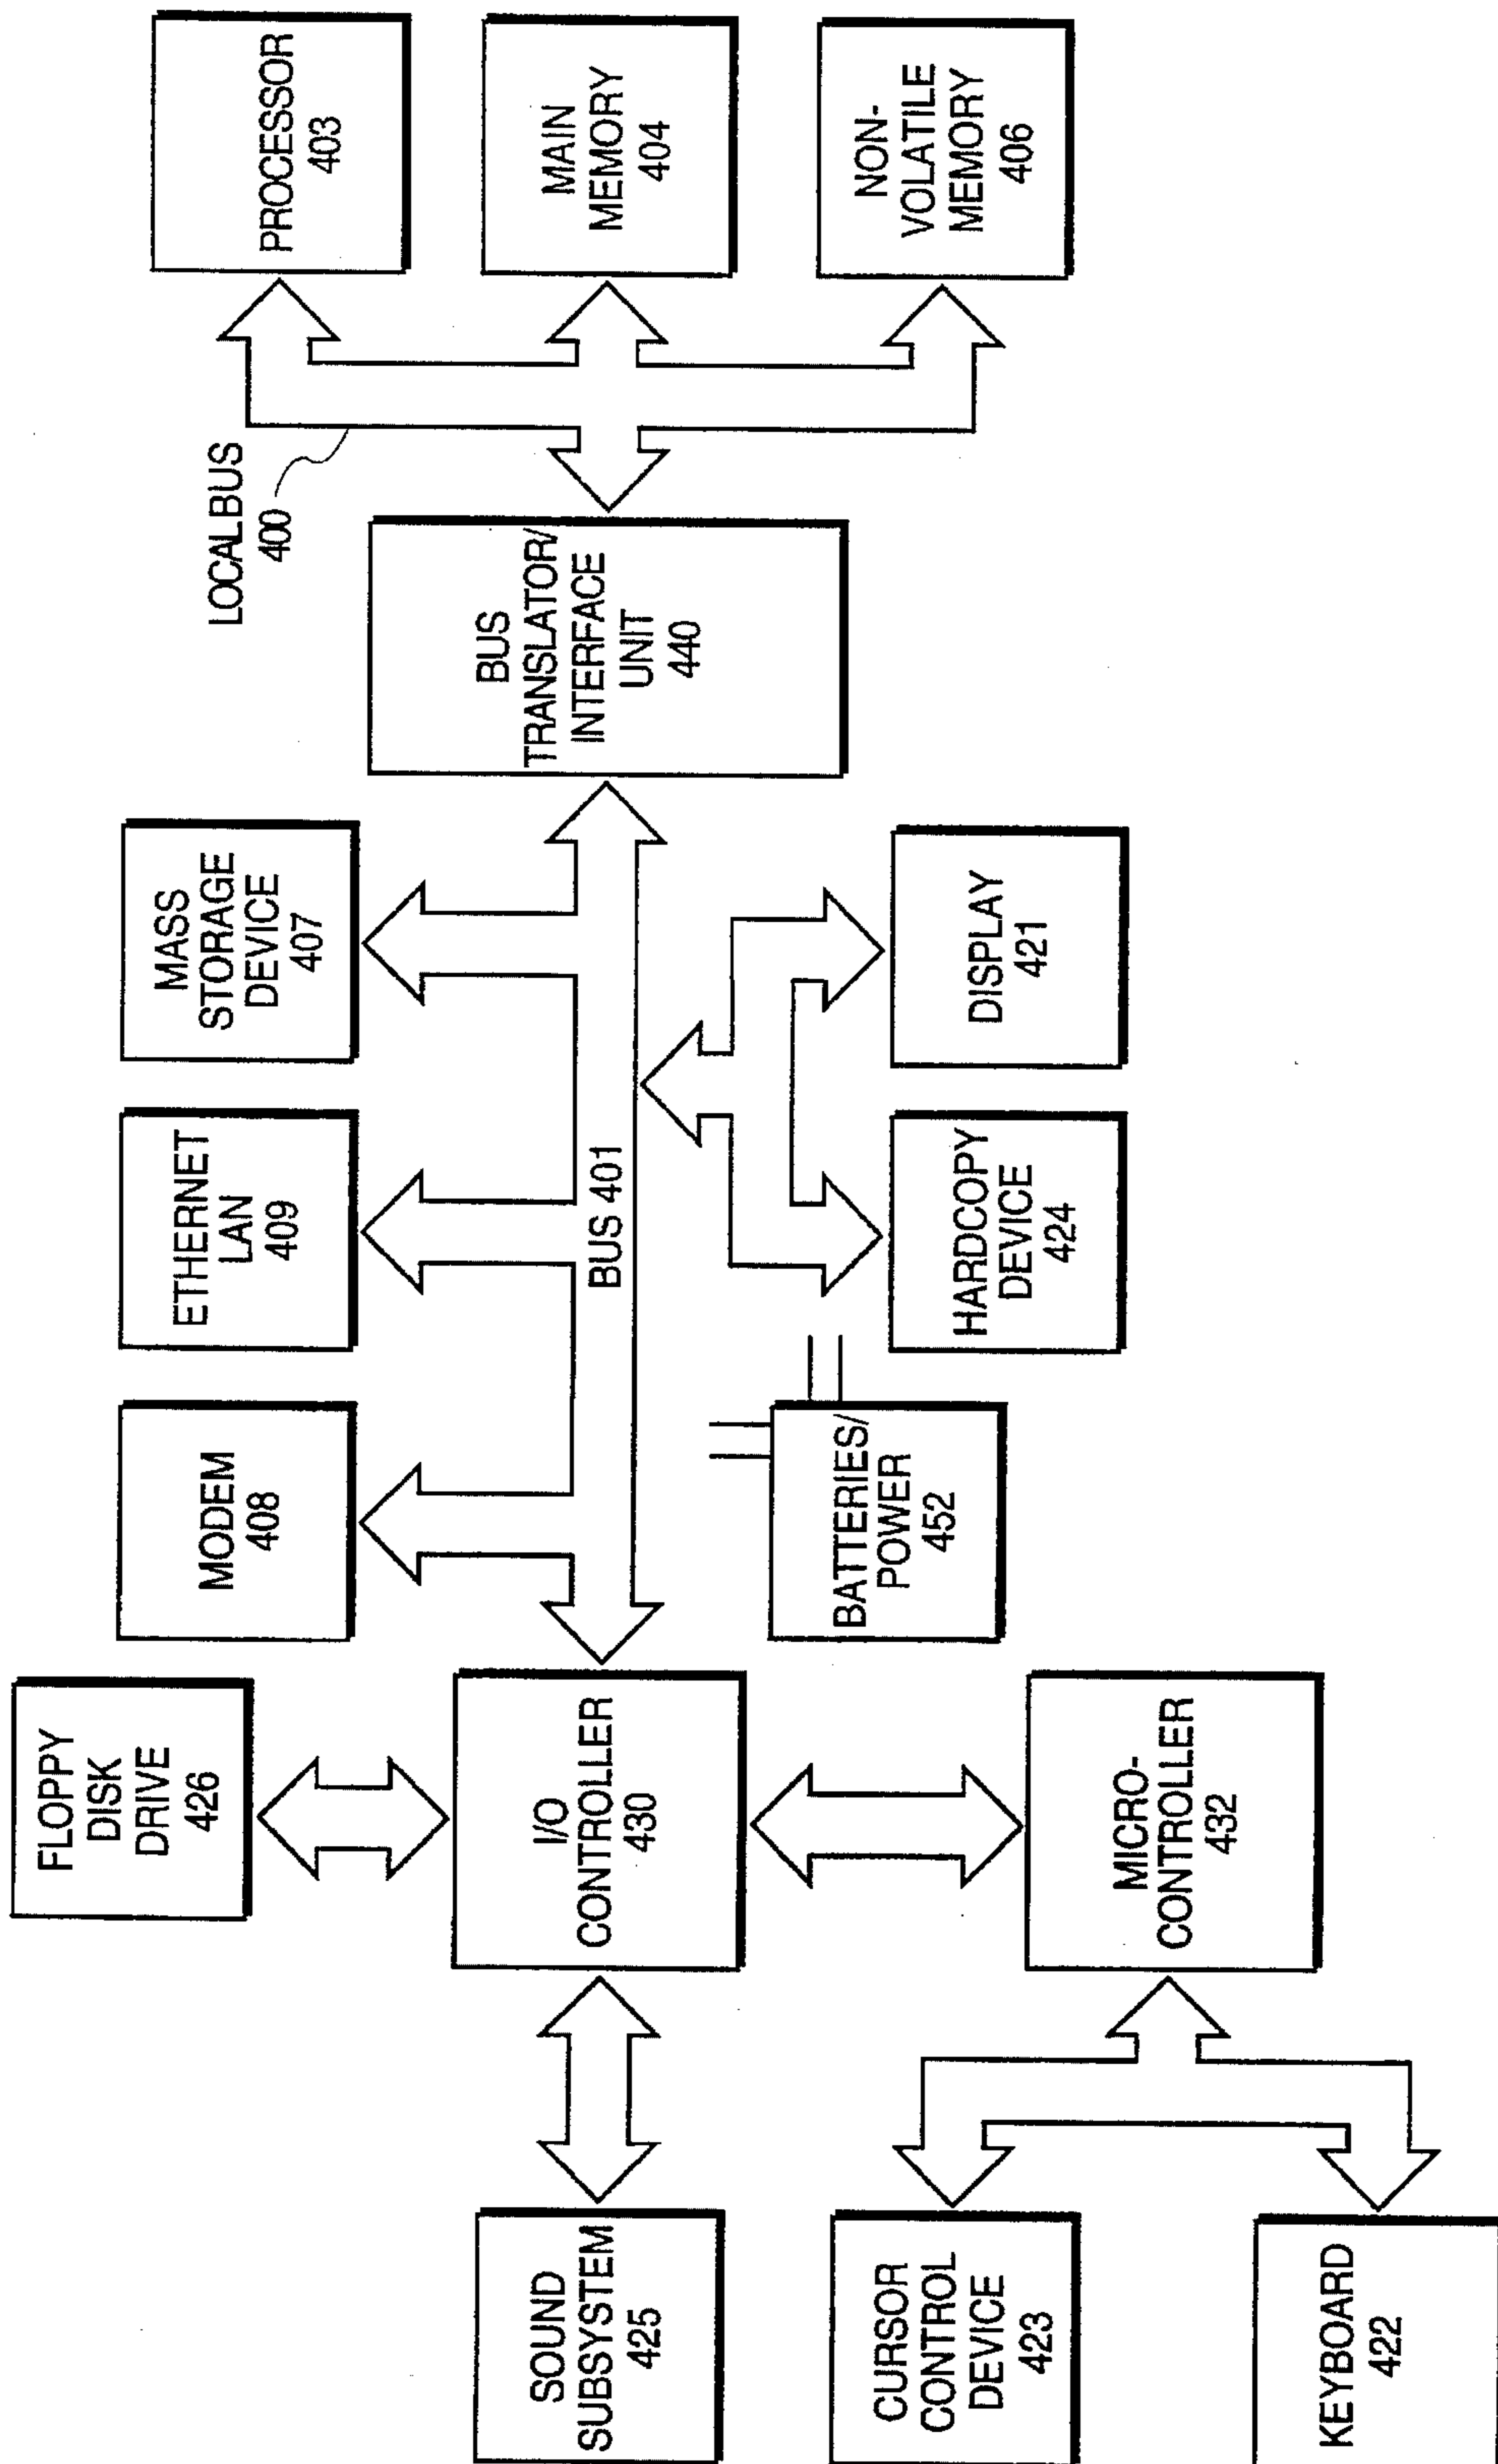 FLOPPY
DISK
DRIVE
426
MODEM
408
ETHERNET
LAN
409
MASS
STORAGE
DEVICE
407
LOCALBUS
400
PROCESSOR
403
SOUND
SUBSYSTEM
425
I/O
CONTROLLER
430
BUS 401
BUS
TRANSLATOR/
INTERFACE
UNIT
440
MAIN
MEMORY
404
CURSOR
CONTROL
DEVICE
423
BATTERIES/
POWER
452
HARDCOPY
DEVICE
424
DISPLAY
421
NON-
VOLATILE
MEMORY
406
MICRO-
CONTROLLER
432
KEYBOARD
422